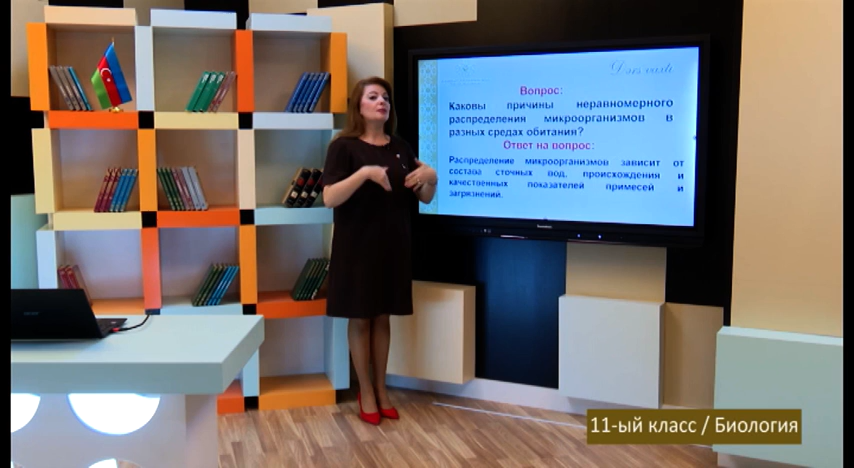 Dərs vaxtı
Вопрос:
Каковы причины неравномерного
распределения микроорганизмов в
разных средах обитания?
Ответ на вопрос:
Распределение микроорганизмов зависит от
состава сточных вод, происхождения и
качественных показателей примесей и
загрязнений.
11-ый класс / Биология